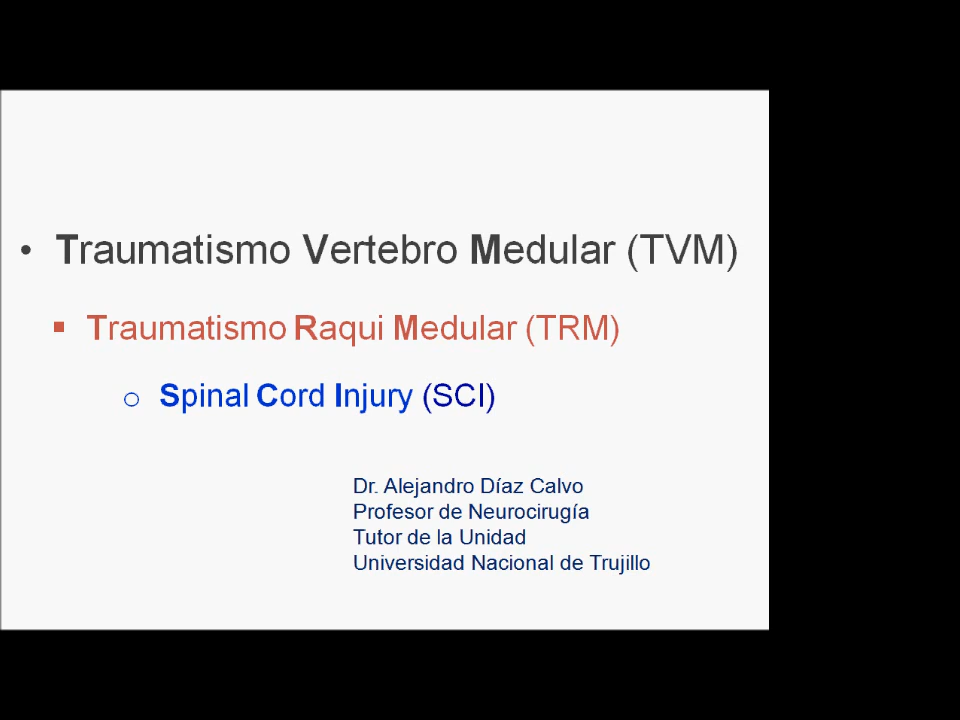 • Traumatismo Vertebro Medular (TVM)
▪ Traumatismo Raqui Medular (TRM)
o Spinal Cord Injury (SCI)
Dr. Alejandro Díaz Calvo
Profesor de Neurocirugía
Tutor de la Unidad
Universidad Nacional de Trujillo